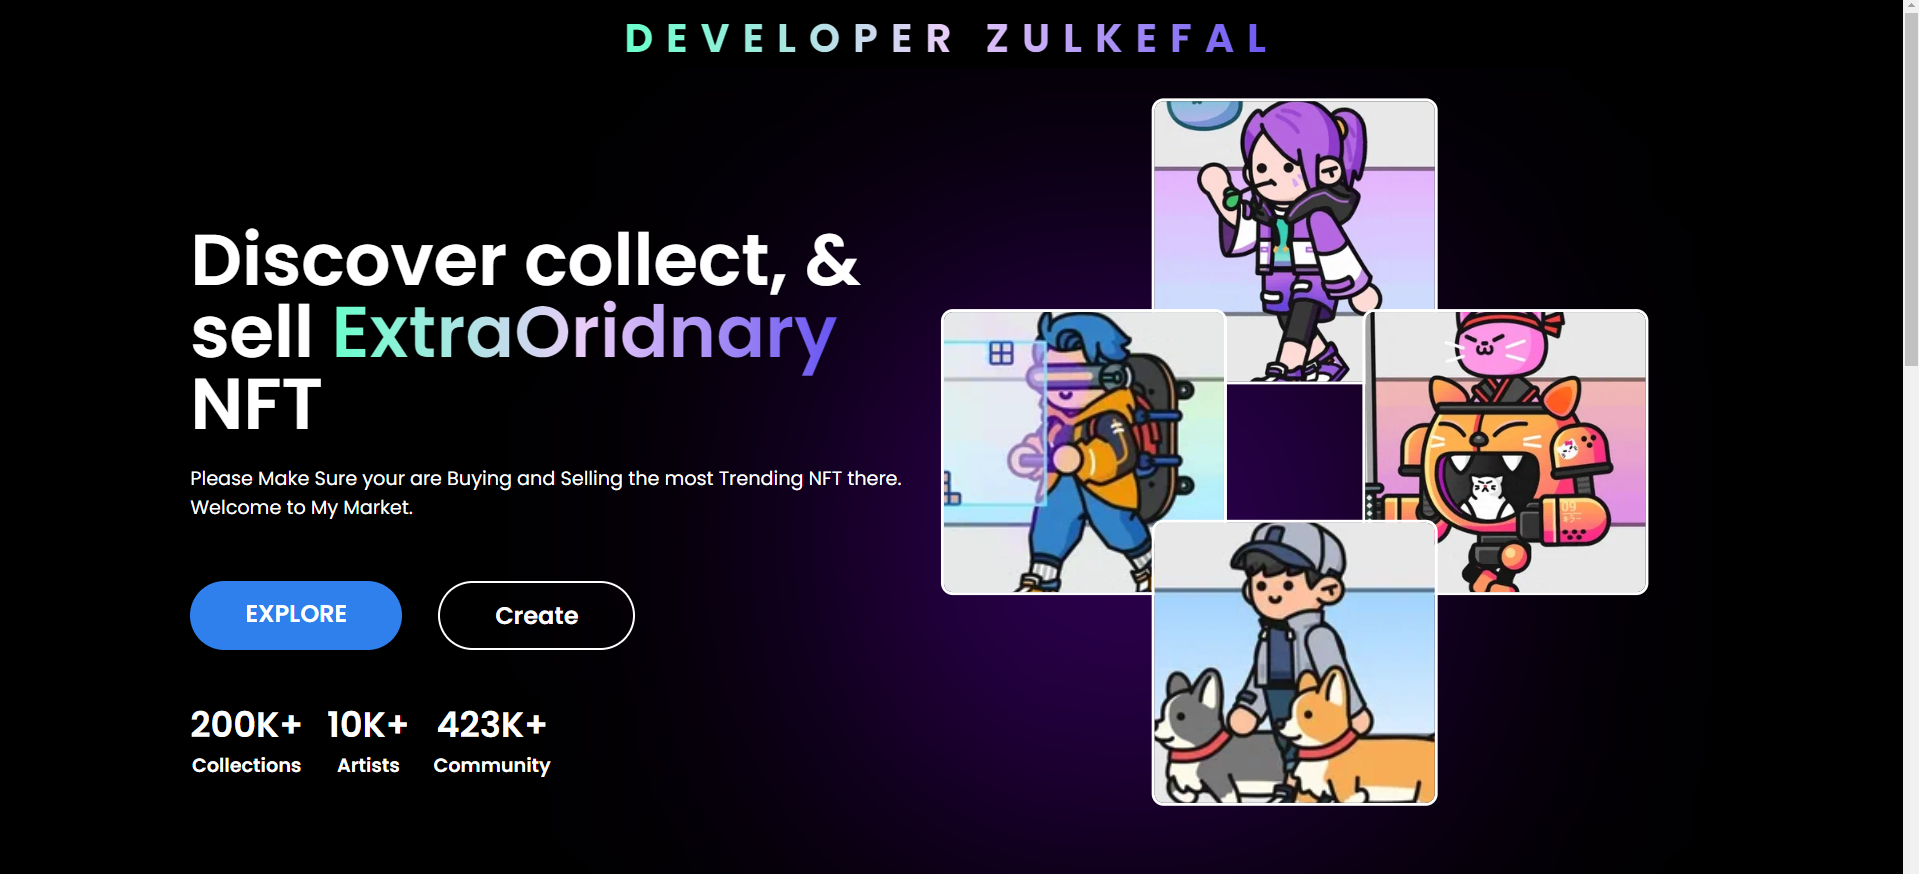 DEVELOPER ZULKEFAL
Discover collect, &
sell ExtraOridnary
NFT
Please Make Sure your are Buying and Selling the most Trending NFT there.
Welcome to My Market.
EXPLORE
Create
200K+
10K+
423K+
Collections
Artists
Community
09